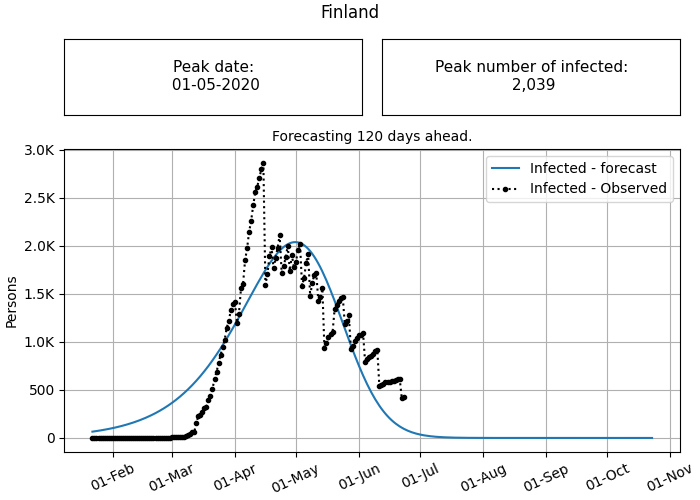 Finland
Peak date:
01-05-2020
Peak number of infected:
2,039
Forecasting 120 days ahead.
Infected - forecast
Infected - Observed
Persons
3.0K
2.5K
2.0K
1.5K
1.0K
500
0
01-Feb
01-Mar
01-Apr
01-May
01-Jun
01-Jul
01-Aug
01-Sep
01-Oct
01-Nov